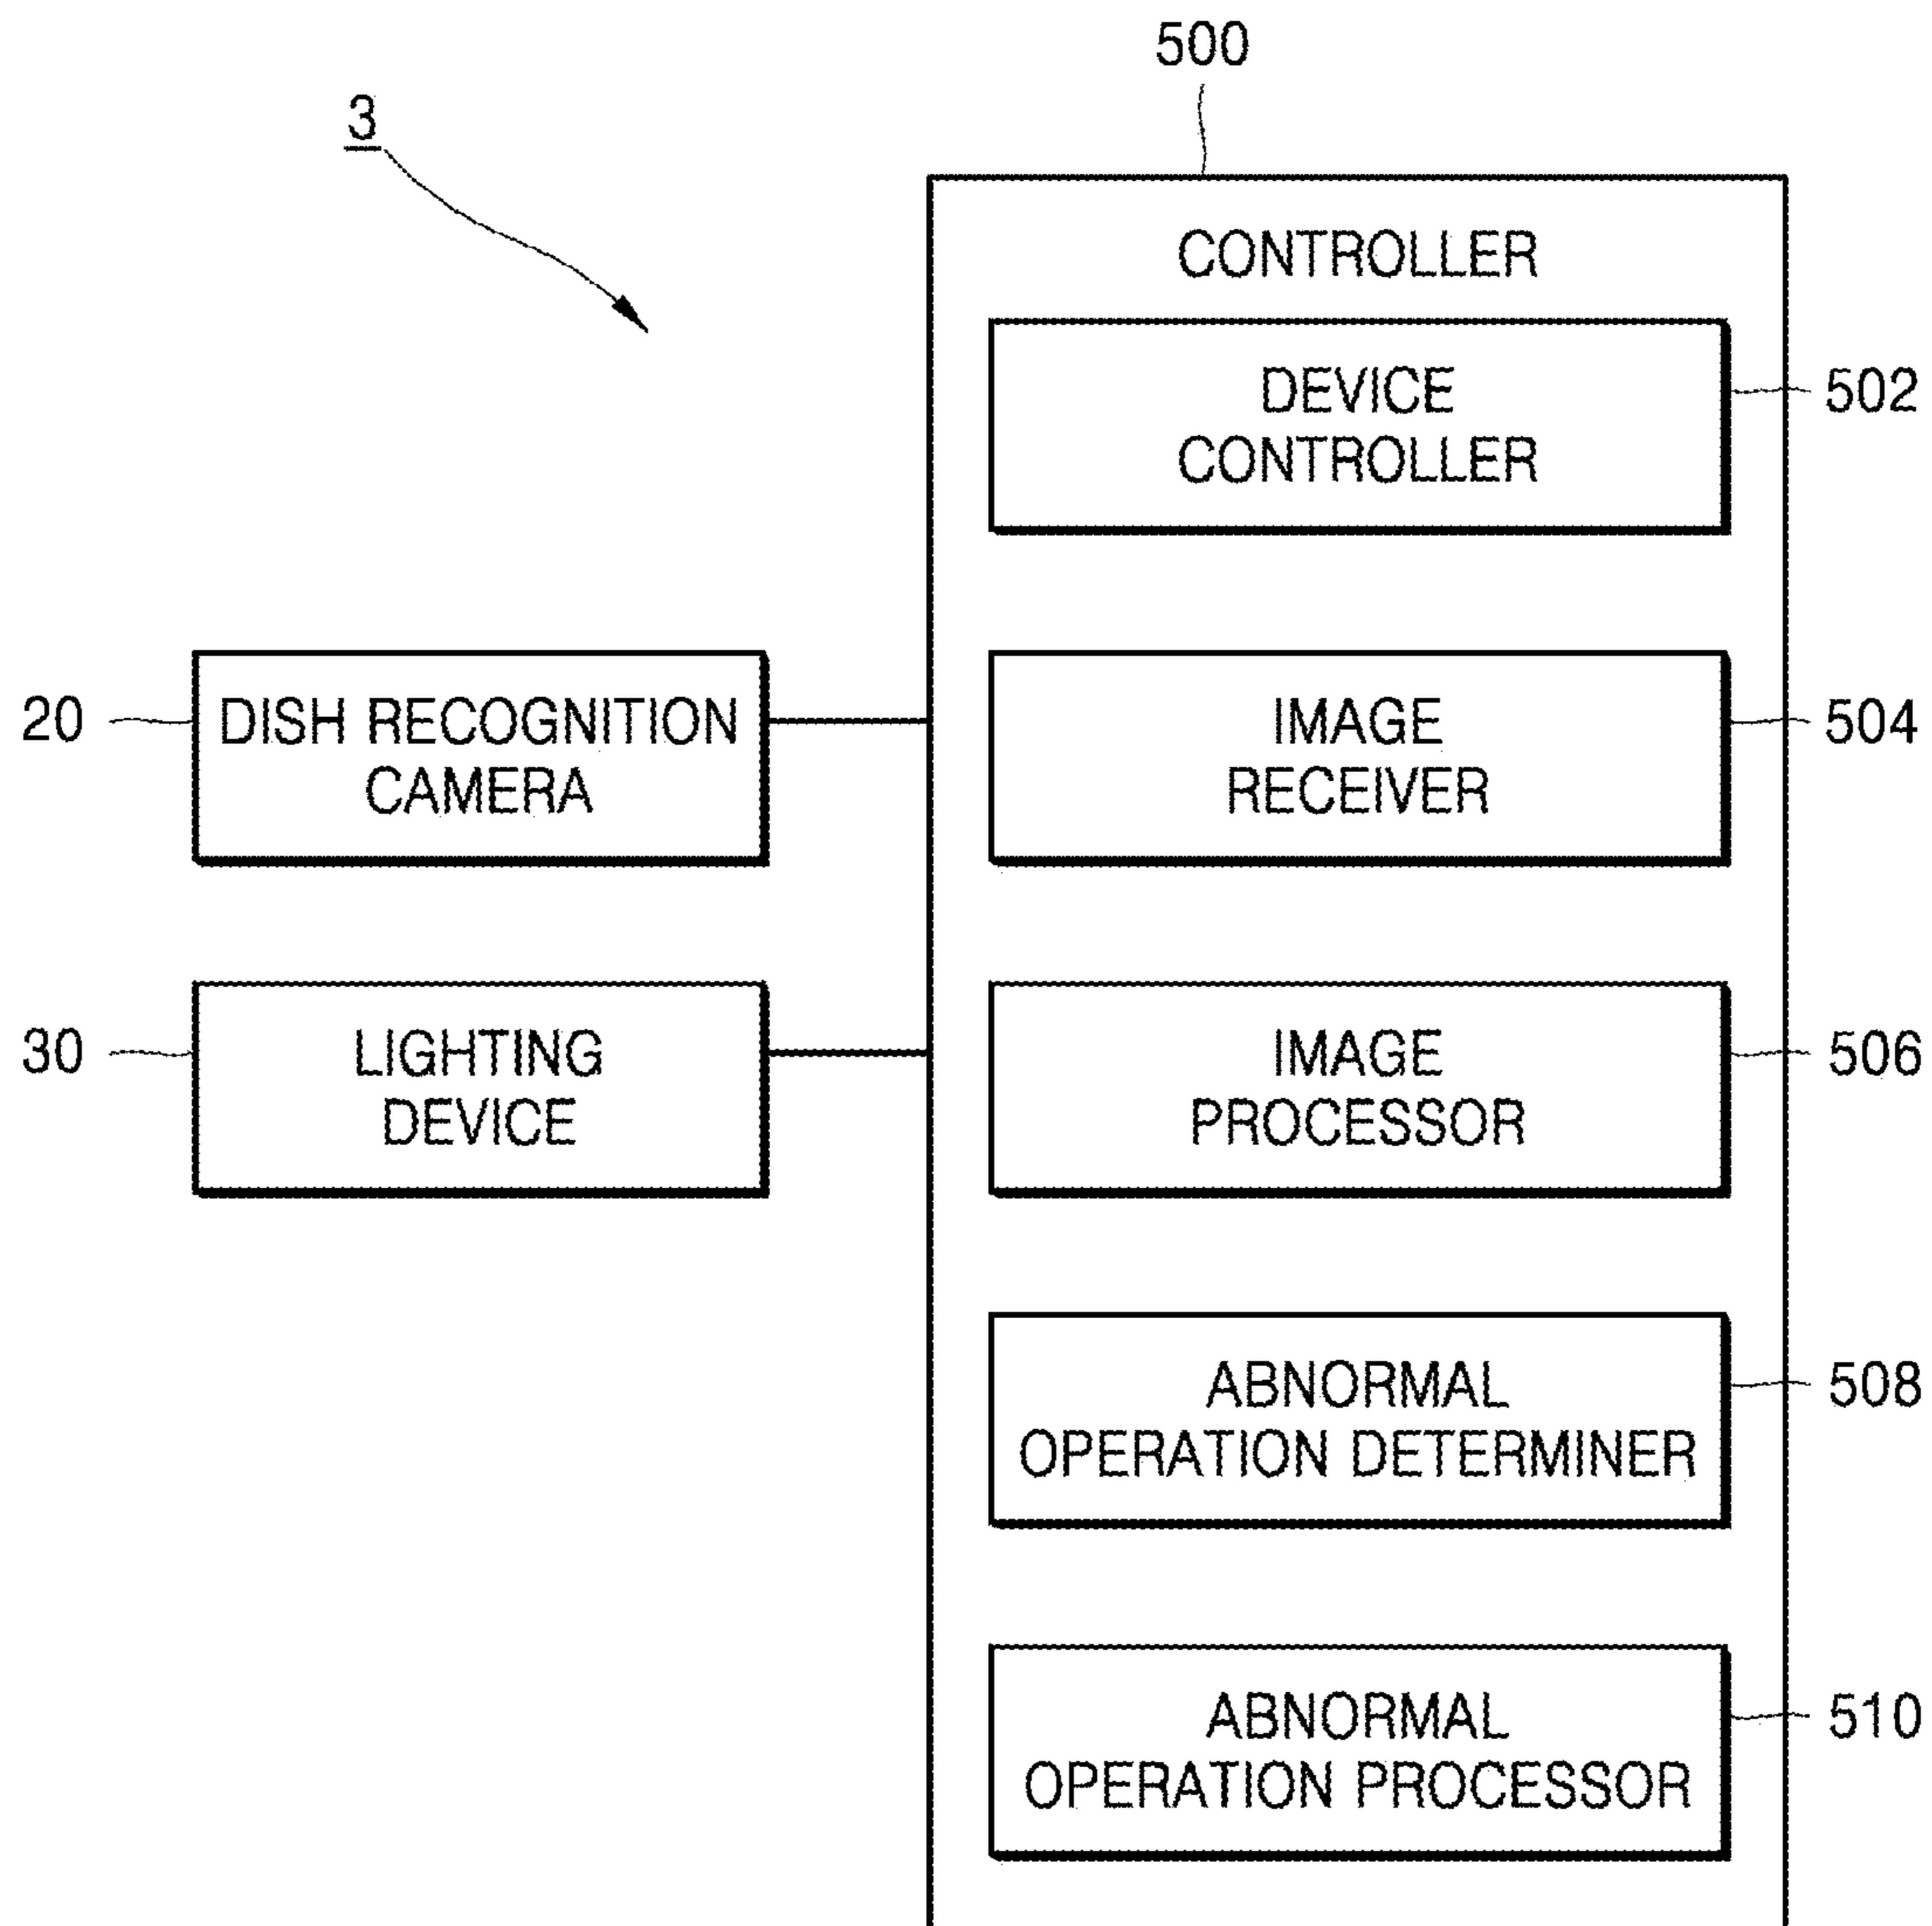 500
3
CONTROLLER
DEVICE
CONTROLLER
502
20
DISH RECOGNITION
CAMERA
IMAGE
RECEIVER
504
30
LIGHTING
DEVICE
IMAGE
PROCESSOR
506
ABNORMAL
OPERATION DETERMINER
508
ABNORMAL
OPERATION PROCESSOR
510